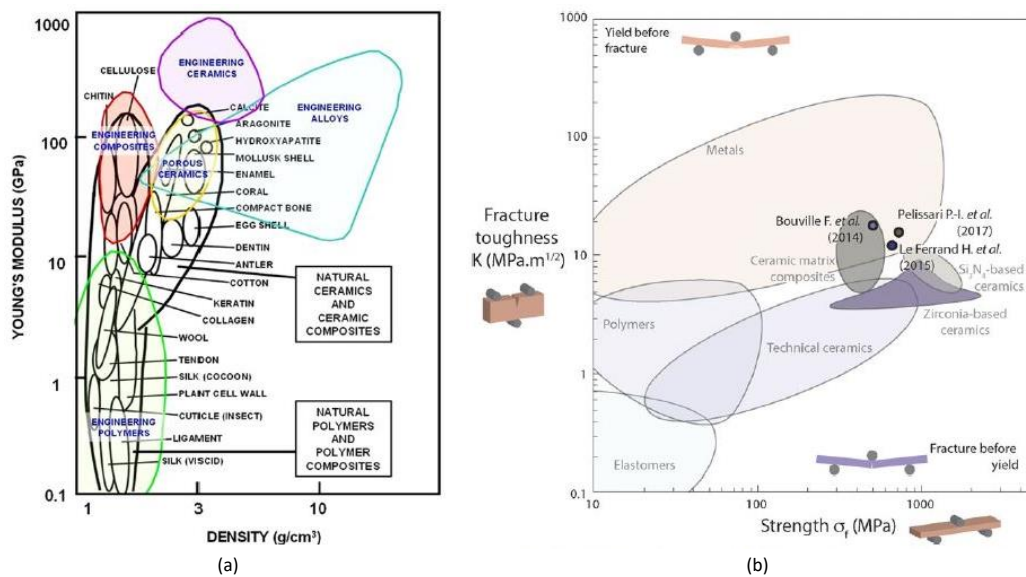 1000
100
10
1
0.1
YOUNG'S MODULUS (GPa)
CELLULOSE
CHITIN
ENGINEERING
CERAMICS
ENGINEERING
COMPOSITES
ENGINEERING
ALLOYS
POROUS
CERAMICS
CALCITE
ARAGONITE
HYDROXYAPATITE
MOLLUSK SHELL
ENAMEL
CORAL
COMPACT BONE
EGG SHELL
DENTIN
ANTLER
COTTON
KERATIN
COLLAGEN
WOOL
TENDON
SILK (COCOON)
PLANT CELL WALL
CUTICLE (INSECT)
ENGINEERING
POLYMERS
LIGAMENT
SILK (VISCID)
NATURAL
CERAMICS
AND
CERAMIC
COMPOSITES
NATURAL
POLYMERS
AND
POLYMER
COMPOSITES
1
3
10
DENSITY (g/cm³)
(a)
1000
100
10
1
0.1
Fracture
toughness
K (MPa.m1/2)
Yield before
fracture
Metals
Bouville F. et al.
(2014)
Pelissari P.-I. et al.
(2017)
Le Ferrand H. et al.
(2015)
Ceramic matrix
composites
Si3N4-based
ceramics
Zirconia-based
ceramics
Polymers
Technical ceramics
Elastomers
Fracture before
yield
10
100
1000
Strength σf (MPa)
(b)